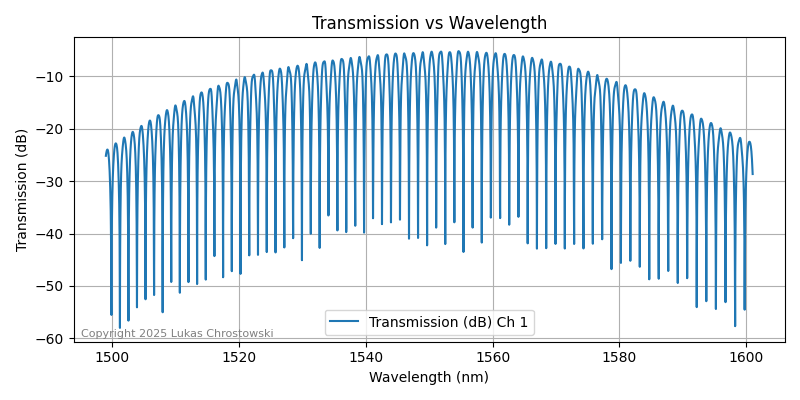 Transmission vs Wavelength
Transmission (dB)
−10
−20
−30
−40
−50
−60
Transmission (dB) Ch 1
Copyright 2025 Lukas Chrostowski
1500
1520
1540
1560
1580
1600
Wavelength (nm)